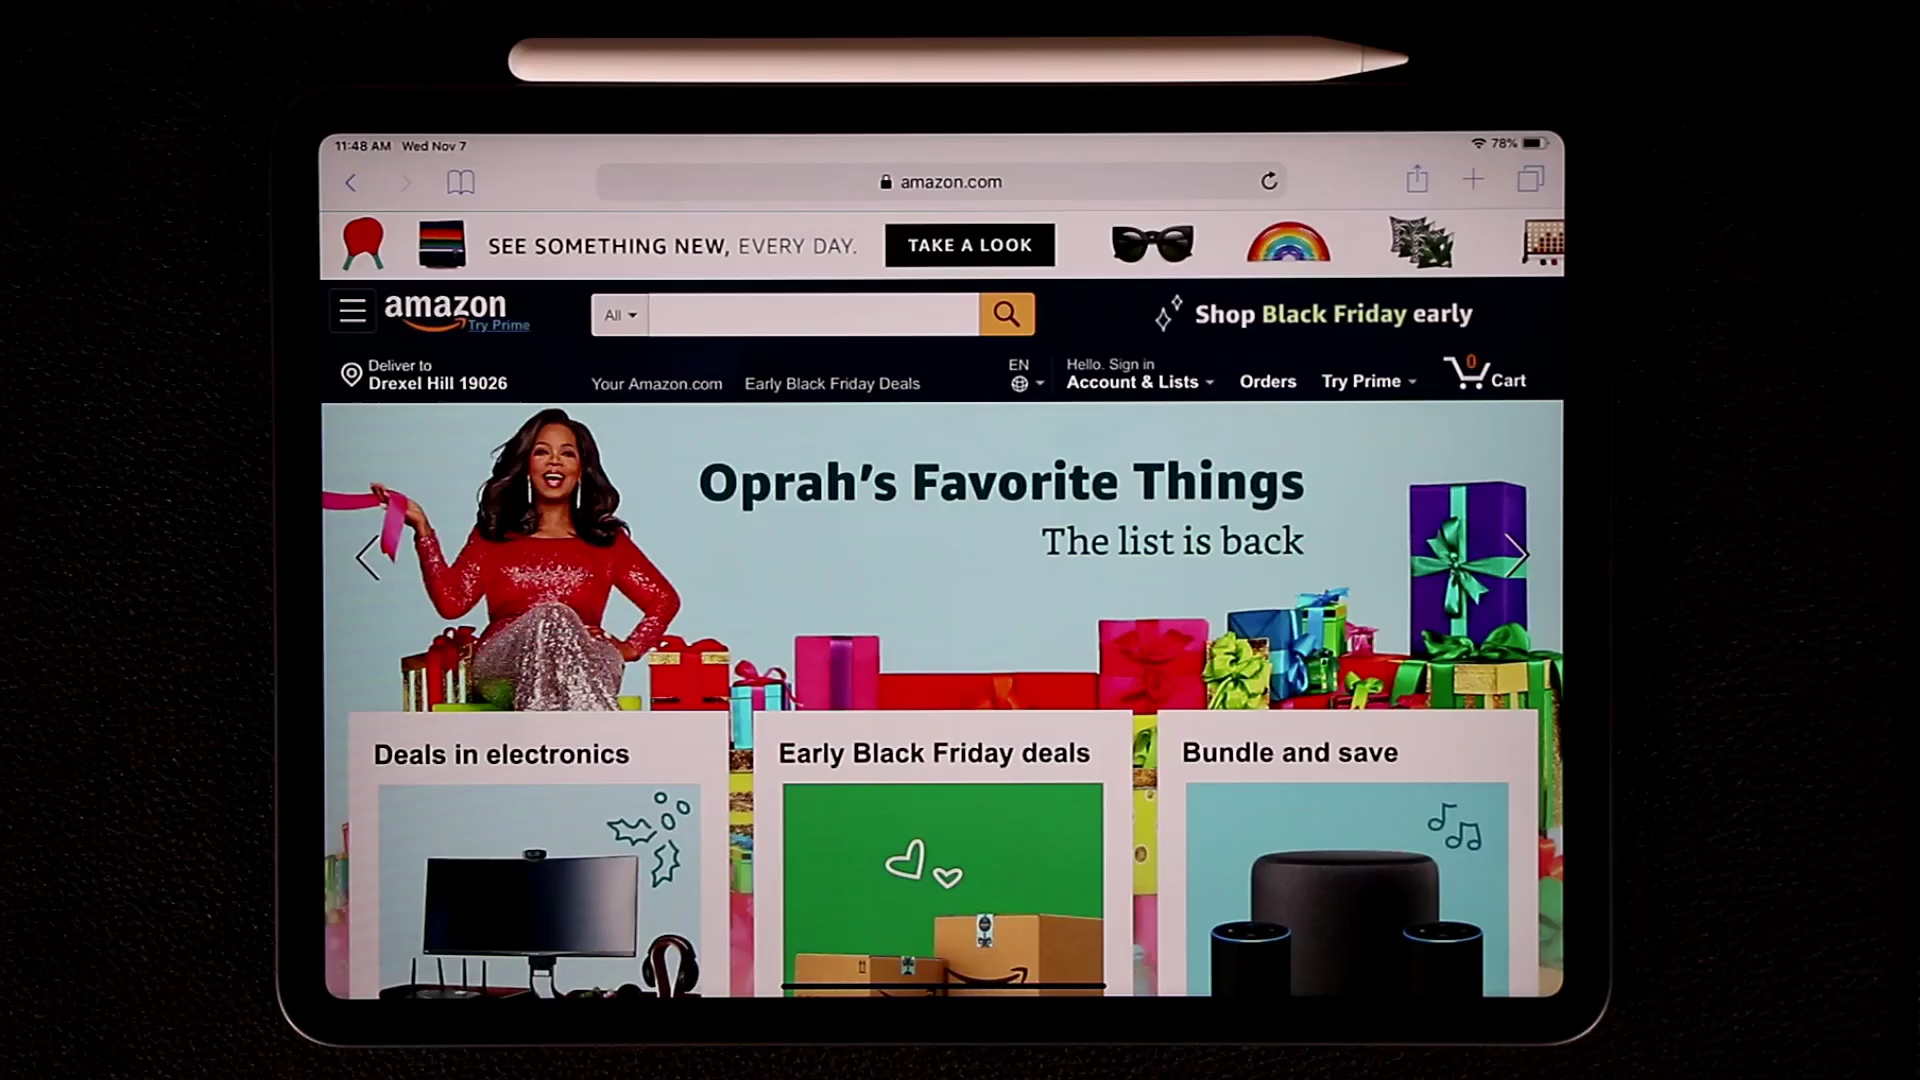 11:48 AM Wed Nov 7
78%
amazon.com
SEE SOMETHING NEW, EVERY DAY.
TAKE A LOOK
amazon
Try Prime
All
Shop Black Friday early
Deliver to
Drexel Hill 19026
Your Amazon.com
Early Black Friday Deals
EN
Hello. Sign in
Account & Lists
Orders
Try Prime
0
Cart
Oprah's Favorite Things
The list is back
Deals in electronics
Early Black Friday deals
Bundle and save